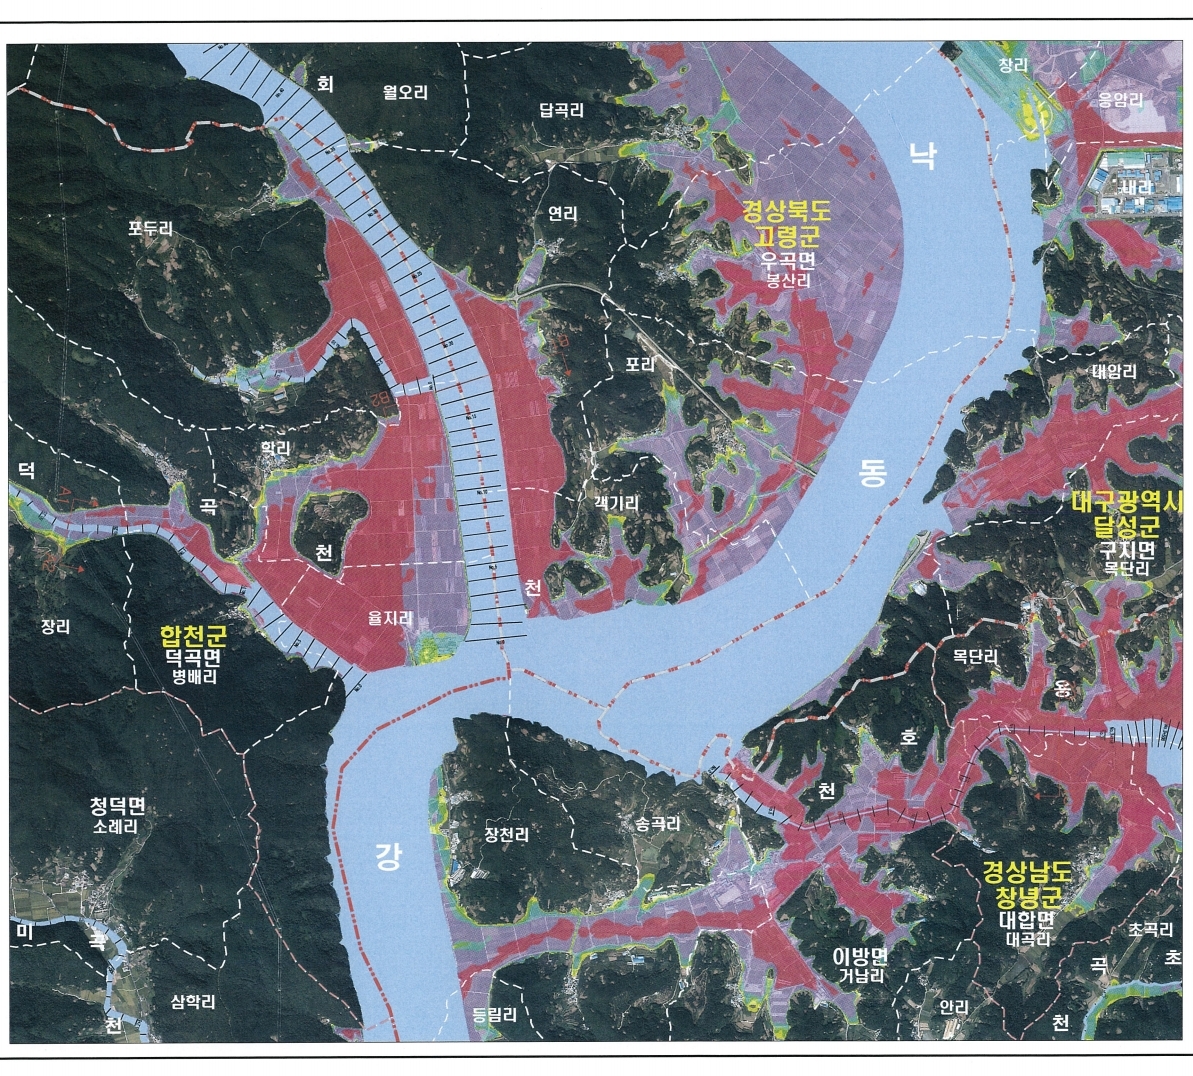 회
월오리
답곡리
창리
응암리
낙
내리
경상북도
고령군
우곡면
봉산리
연리
포두리
포리
대암리
B2
학리
덕
곡
동
객기리
대구광역시
달성군
구지면
목단리
천
천
율지리
장리
합천군
덕곡면
병배리
목단리
용
호
천
청덕면
소례리
장천리
송곡리
강
경상남도
창녕군
대합면
대곡리
초곡리
이방면
거남리
곡
초
미
곡
천
삼학리
등림리
안리
천